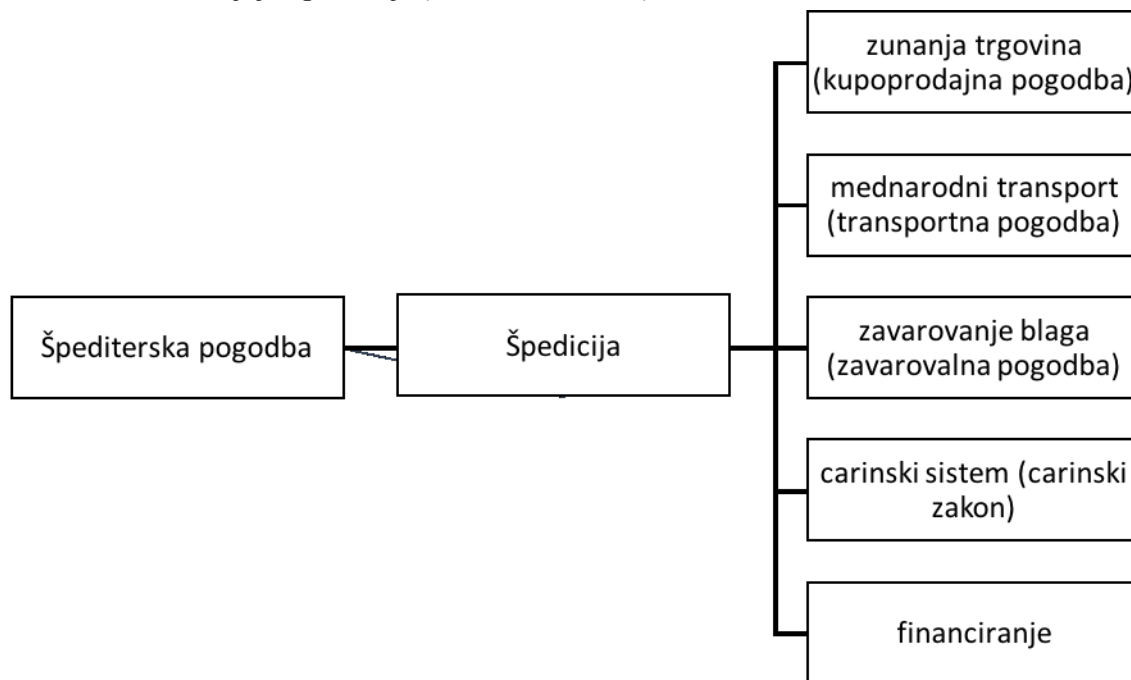 zunanja trgovina
(kupoprodajna pogodba)
mednarodni transport
(transportna pogodba)
Špediterska pogodba
Špedicija
zavarovanje blaga
(zavarovalna pogodba)
carinski sistem (carinski
zakon)
financiranje